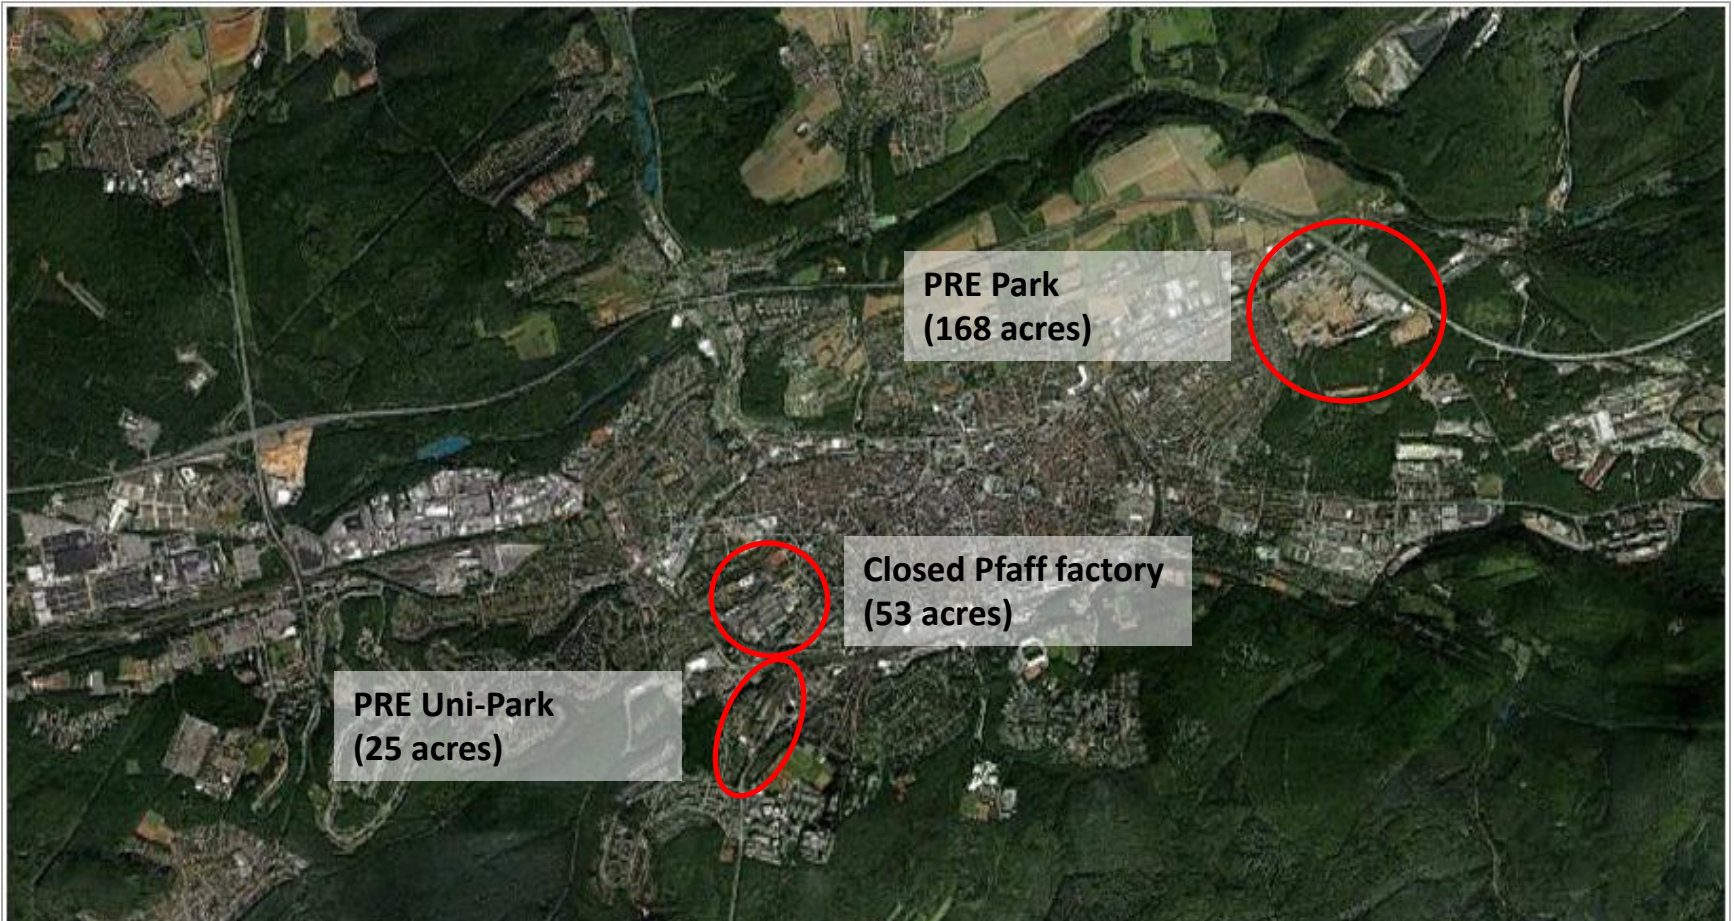 PRE Park
(168 acres)
Closed Pfaff factory
(53 acres)
PRE Uni-Park
(25 acres)